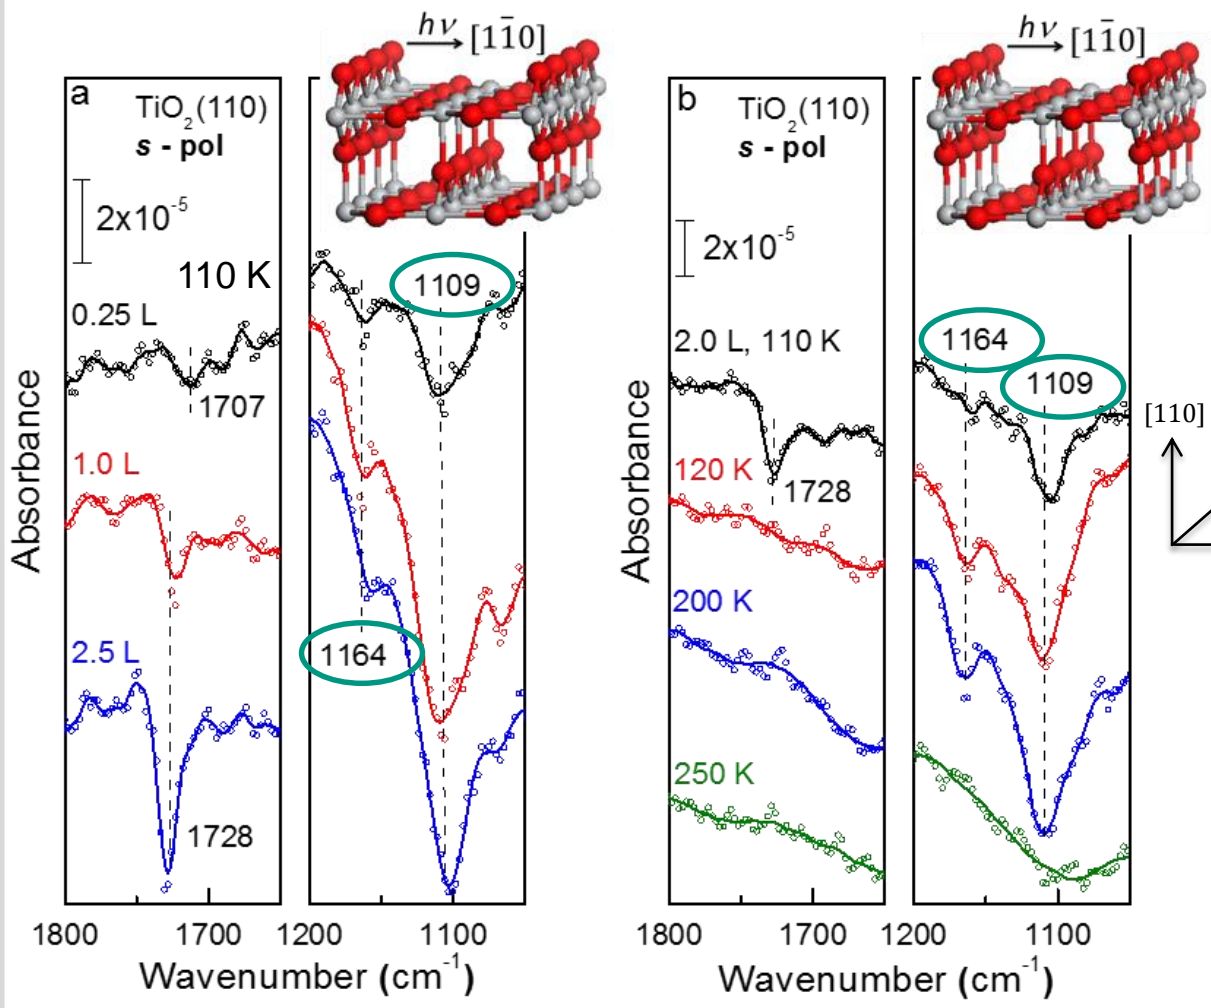 hν [11̄0]
a
TiO₂(110)
s - pol
2x10⁻⁵
110 K
0.25 L
1707
1.0 L
2.5 L
1728
1109
1164
Absorbance
1800 1700 1200 1100
Wavenumber (cm⁻¹)
hν [11̄0]
b
TiO₂(110)
s - pol
2x10⁻⁵
2.0 L, 110 K
1728
120 K
200 K
250 K
1164
1109
Absorbance
1800 1700 1200 1100
Wavenumber (cm⁻¹)
[110]